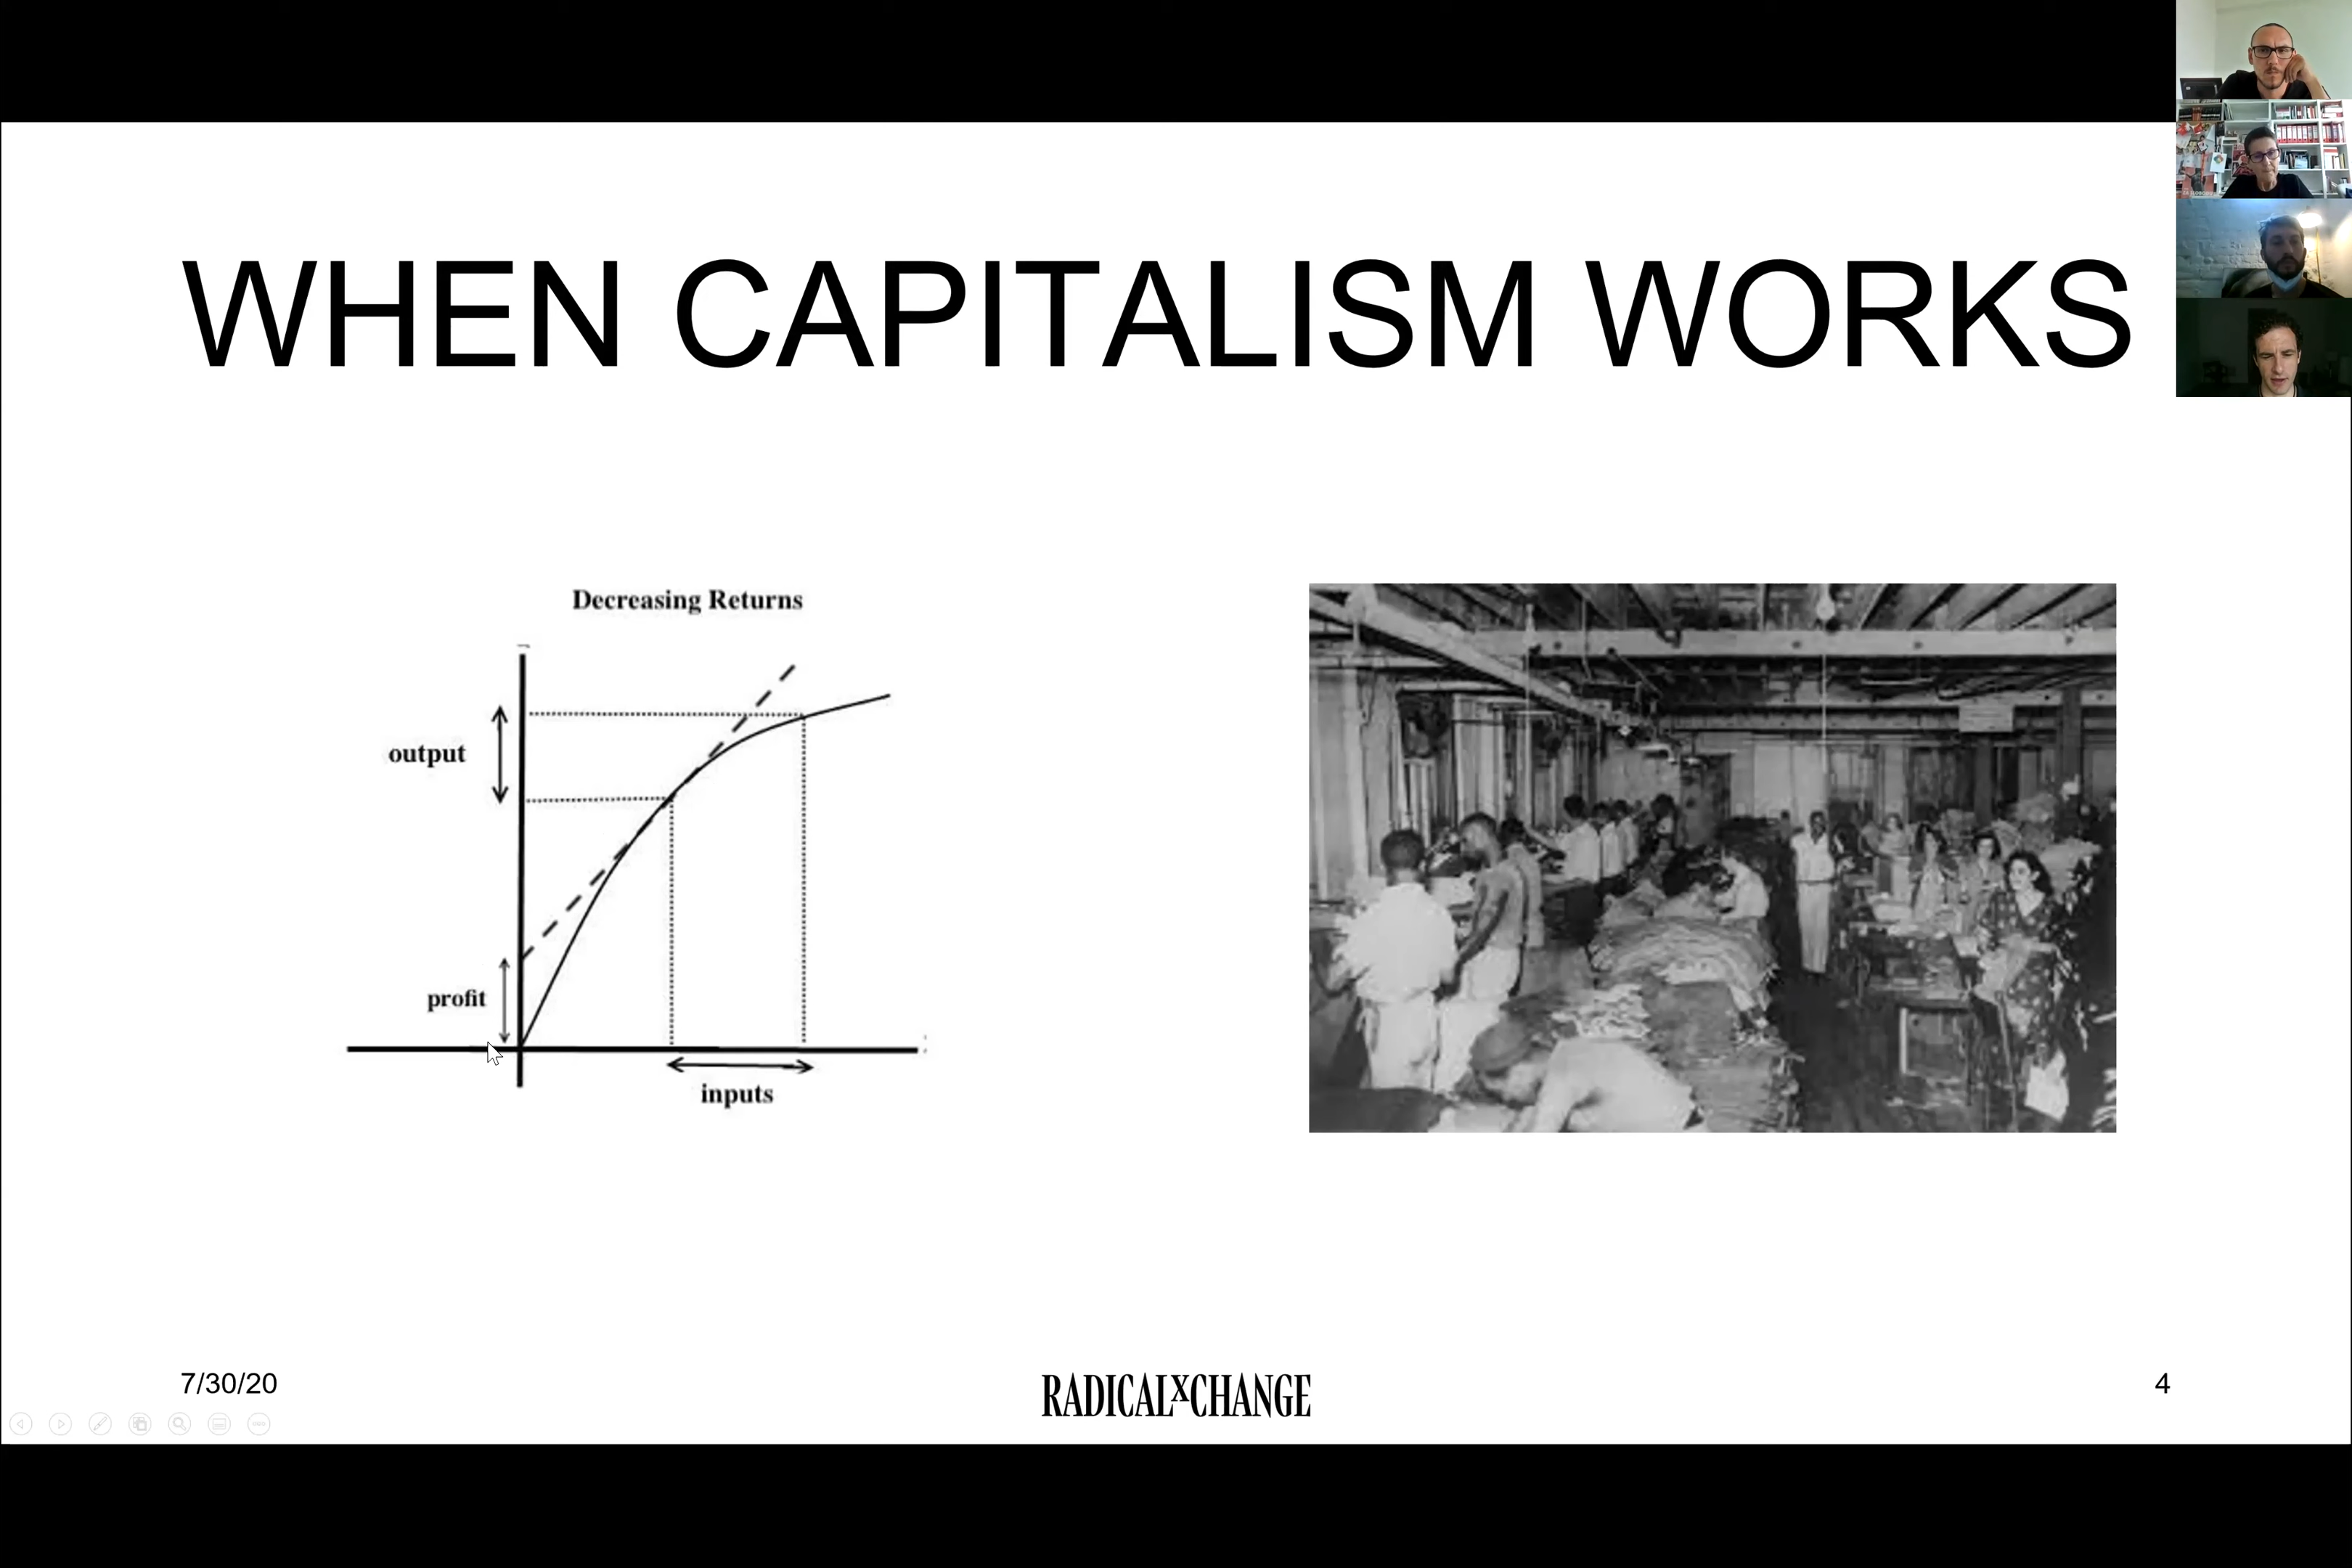 WHEN CAPITALISM WORKS
Decreasing Returns
output
profit
inputs
7/30/20
RADICALXCHANGE
4